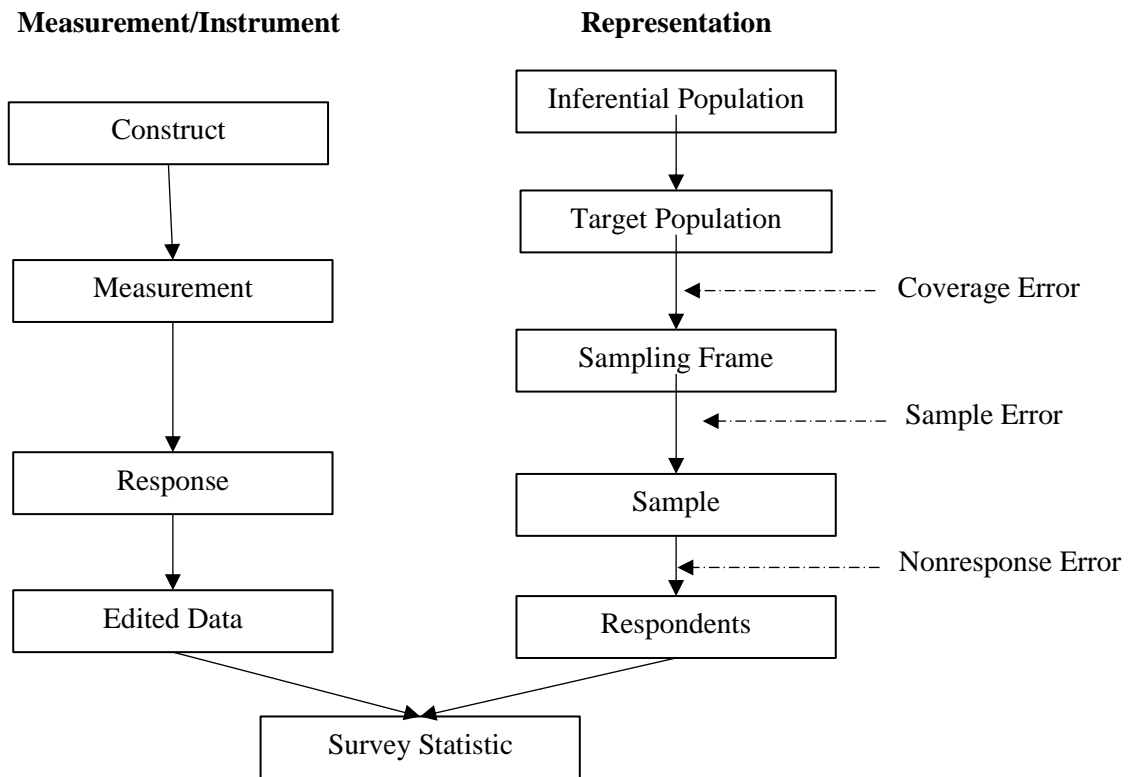 Measurement/Instrument
Representation
Inferential Population
Construct
Target Population
Measurement
Coverage Error
Sampling Frame
Sample Error
Response
Sample
Nonresponse Error
Edited Data
Respondents
Survey Statistic